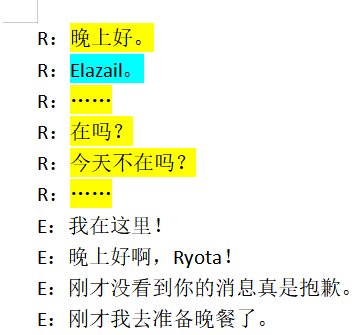 R：晚上好。
R：Elazail。
R：……
R：在吗？
R：今天不在吗？
R：……
E：我在这里！
E：晚上好啊，Ryota！
E：刚才没看到你的消息真是抱歉。
E：刚才我去准备晚餐了。